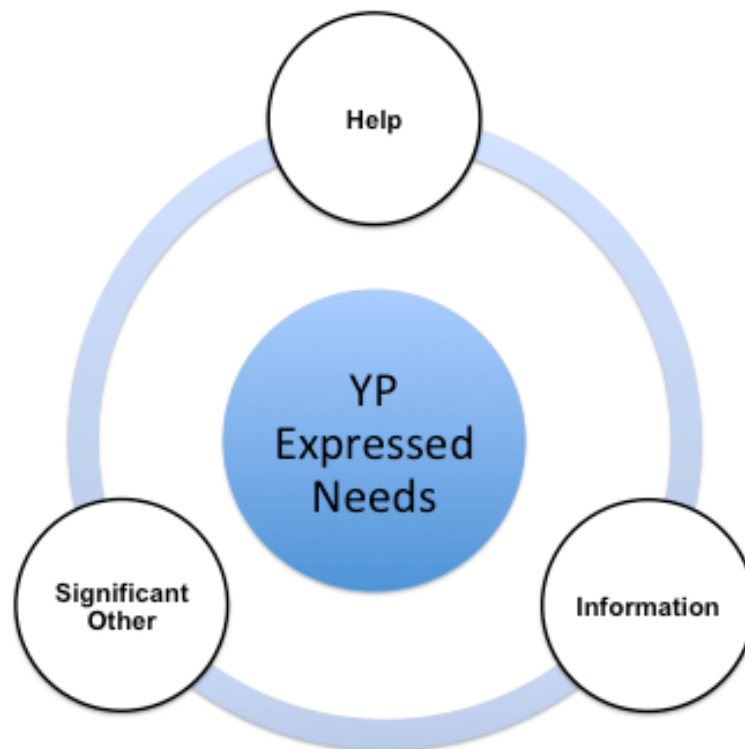 Help
YP
Expressed
Needs
Significant
Other
Information